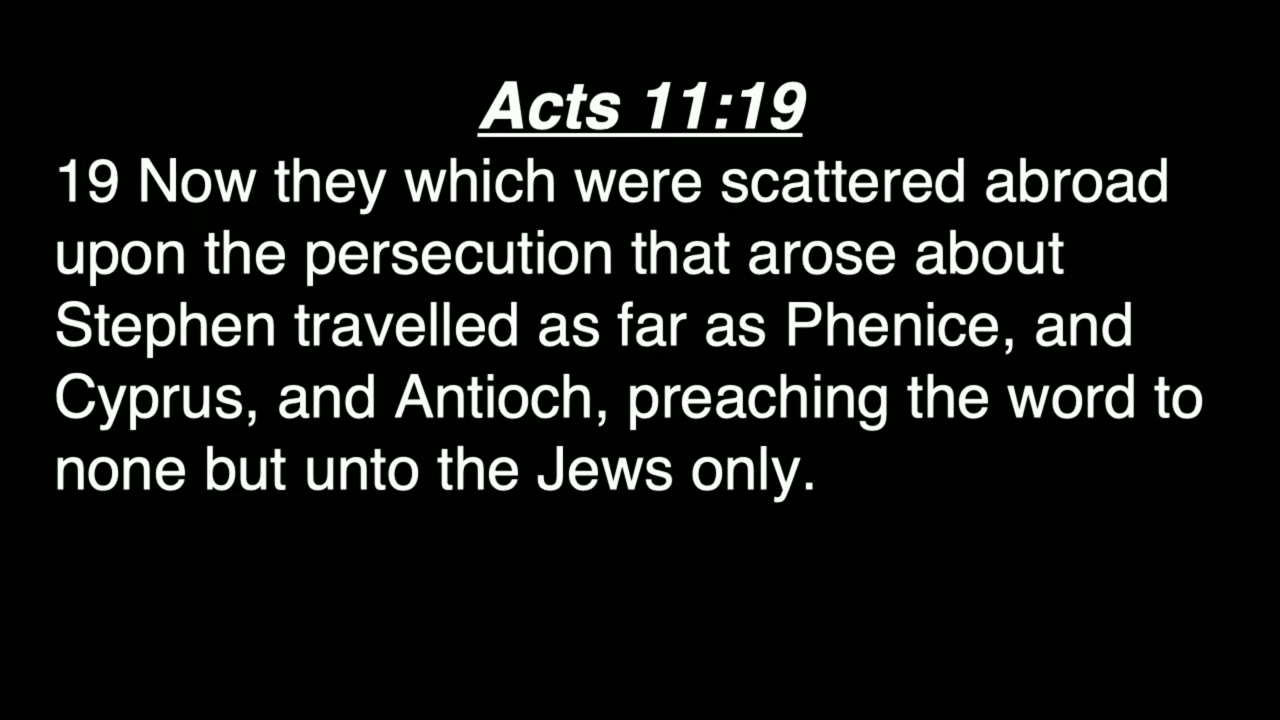 Acts 11:19
19 Now they which were scattered abroad
upon the persecution that arose about
Stephen travelled as far as Phenice, and
Cyprus, and Antioch, preaching the word to
none but unto the Jews only.